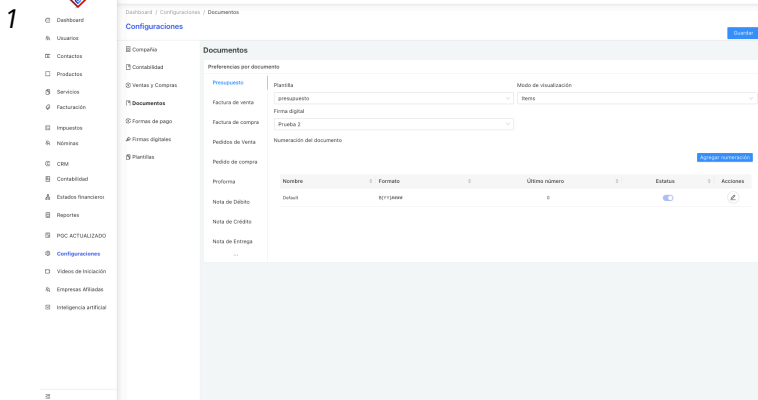 1
Dashboard
Usuarios
Contactos
Productos
Servicios
Facturación
Impuestos
Nóminas
CRM
Contabilidad
Estados financieros
Reportes
PGC ACTUALIZADO
Configuraciones
Videos de Iniciación
Empresas Afiliadas
Inteligencia artificial
Dashboard / Configuraciones / Documentos
Configuraciones
Guardar
Compañia
Contabilidad
Ventas y Compras
Documentos
Formas de pago
Firmas digitales
Plantillas
Documentos
Preferencias por documento
Presupuesto
Factura de venta
Factura de compra
Pedidos de Venta
Pedido de compra
Proforma
Nota de Débito
Nota de Crédito
Nota de Entrega
...
Plantilla
presupuesto
Modo de visualización
Items
Firma digital
Prueba 2
Numeración del documento
Agregar numeración
Nombre Formato Último número Estatus Acciones
Default 0